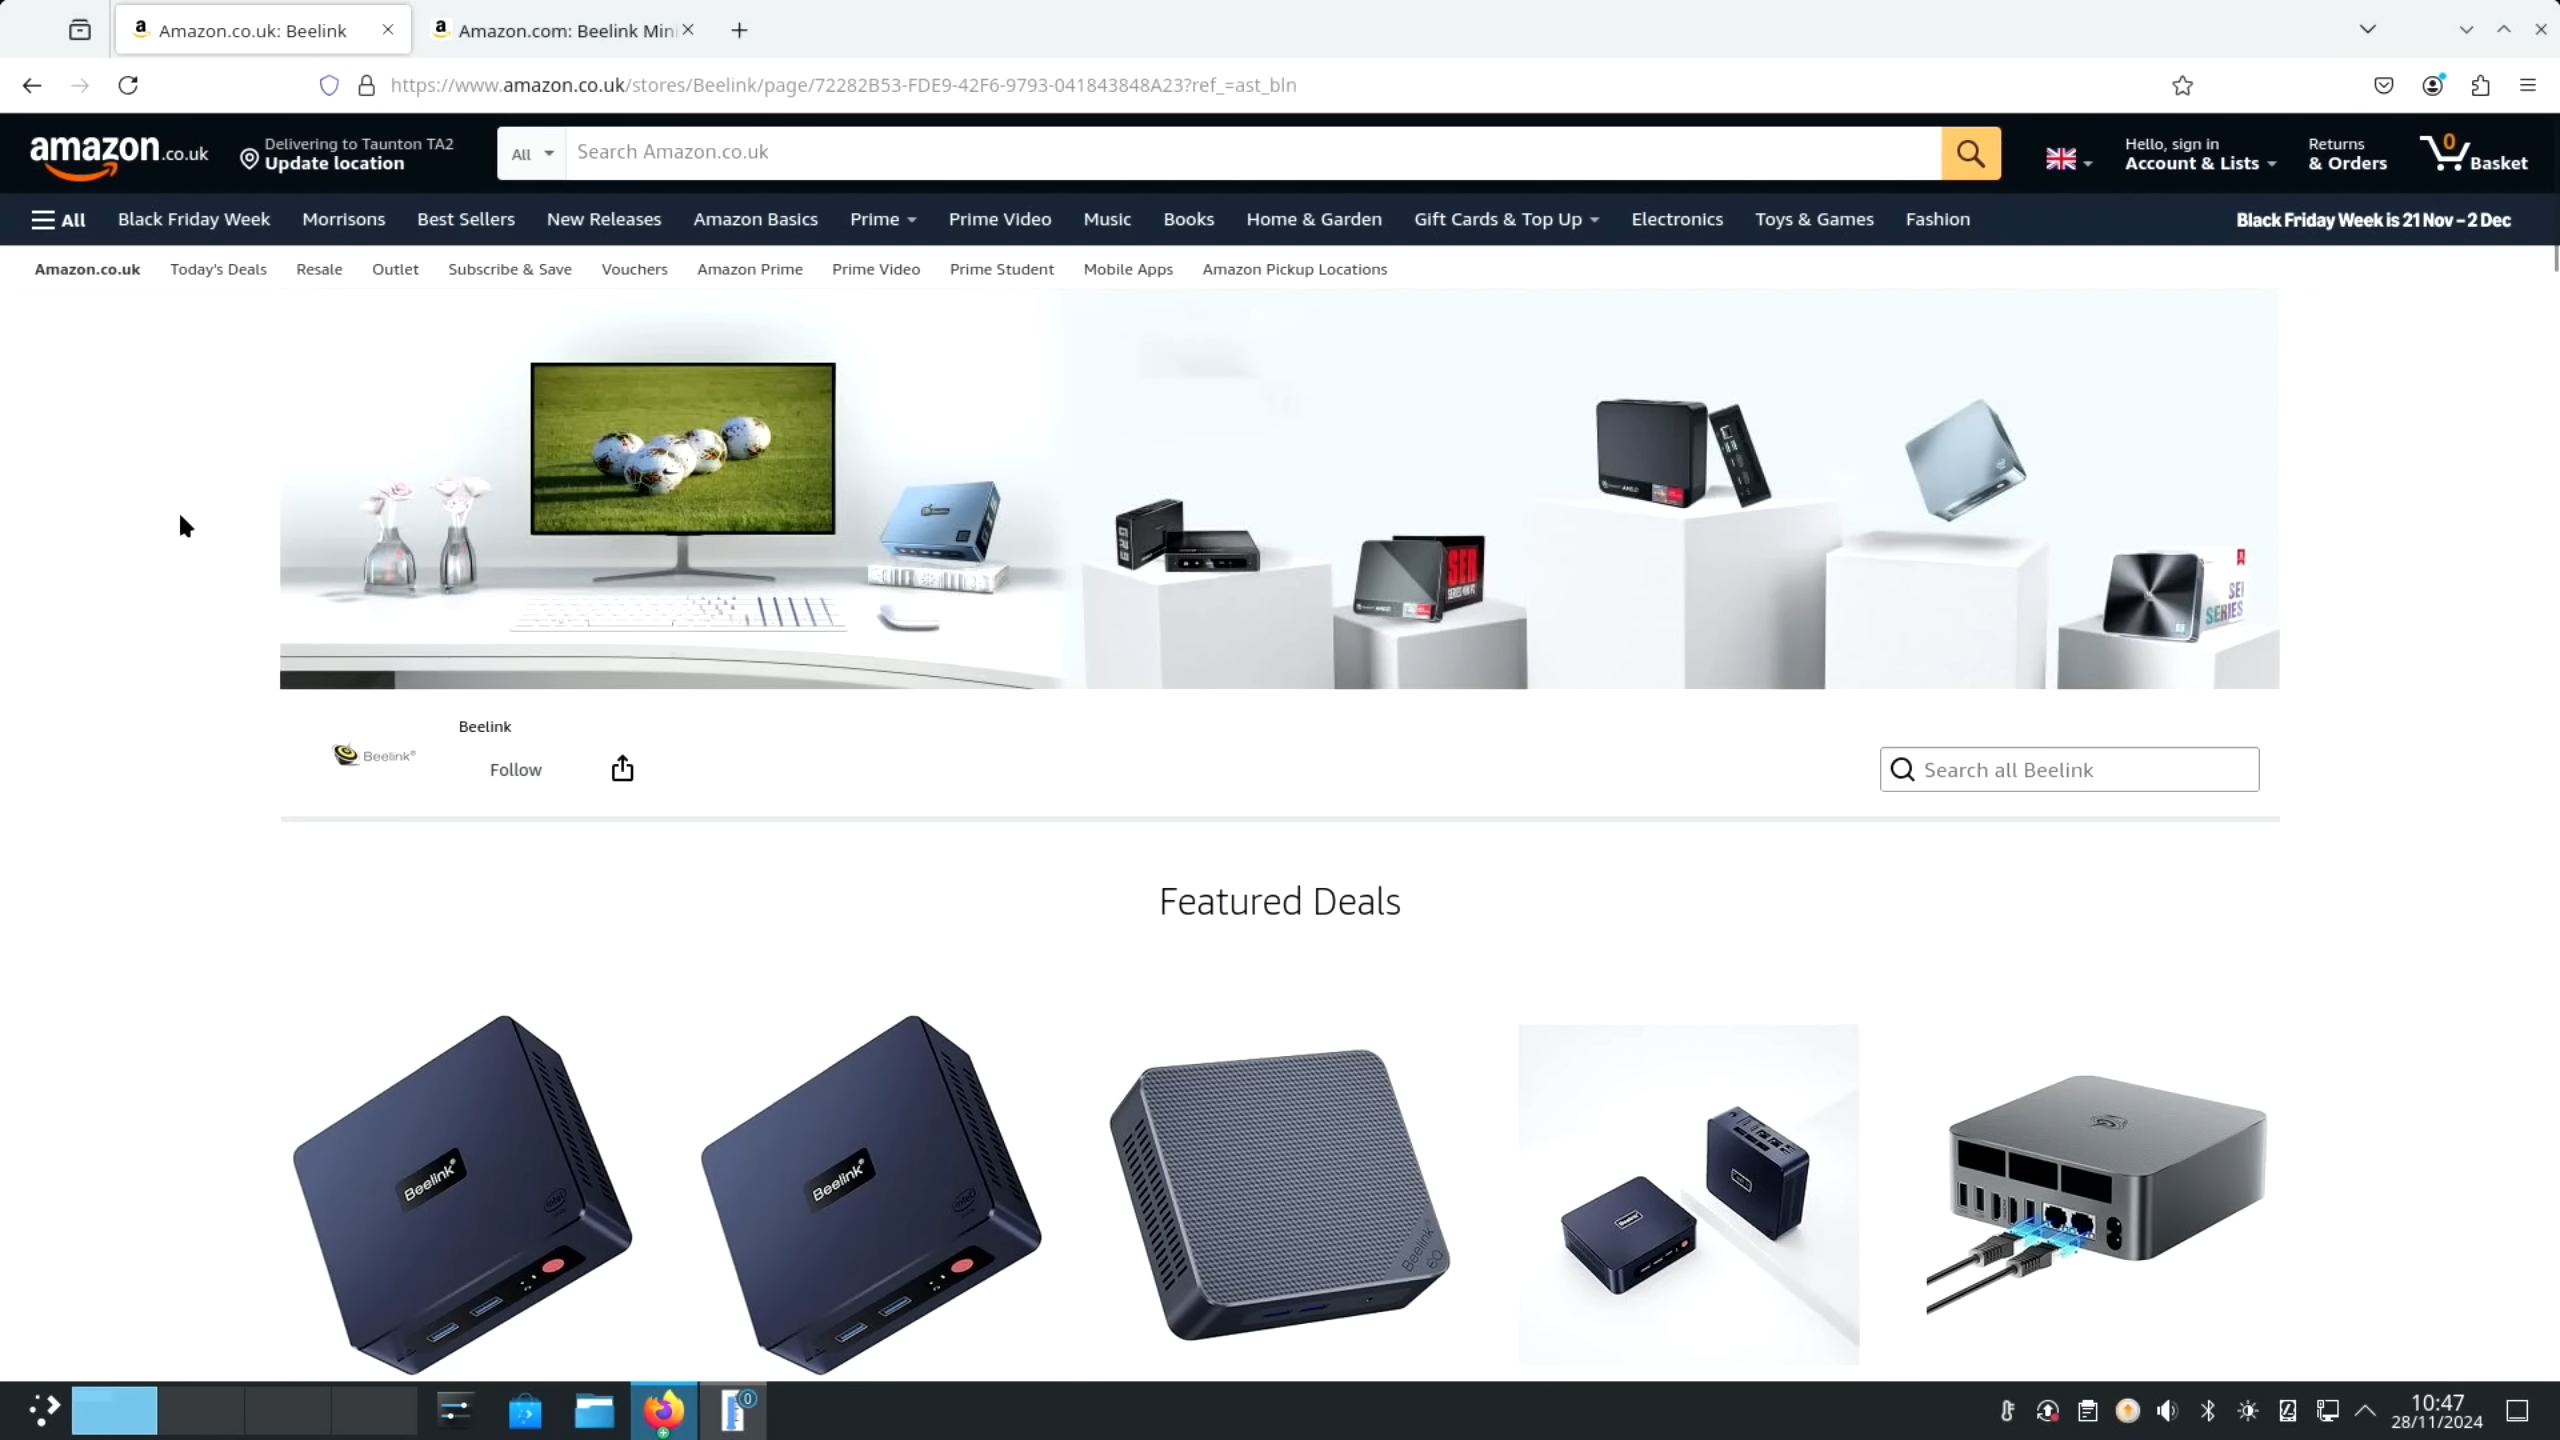 Amazon.co.uk: Beelink
Amazon.com: Beelink Min
https://www.amazon.co.uk/stores/Beelink/page/72282B53-FDE9-42F6-9793-041843848A23?ref_=ast_bln
amazon.co.uk
Delivering to Taunton TA2
Update location
All
Search Amazon.co.uk
Hello, sign in
Account & Lists
Returns
& Orders
0
Basket
All
Black Friday Week
Morrisons
Best Sellers
New Releases
Amazon Basics
Prime
Prime Video
Music
Books
Home & Garden
Gift Cards & Top Up
Electronics
Toys & Games
Fashion
Black Friday Week is 21 Nov – 2 Dec
Amazon.co.uk
Today's Deals
Resale
Outlet
Subscribe & Save
Vouchers
Amazon Prime
Prime Video
Prime Student
Mobile Apps
Amazon Pickup Locations
SEI
SERIES
Beelink®
Beelink
Follow
Search all Beelink
Featured Deals
Beelink®
Beelink®
Beelink®
EQ
0
10:47
28/11/2024